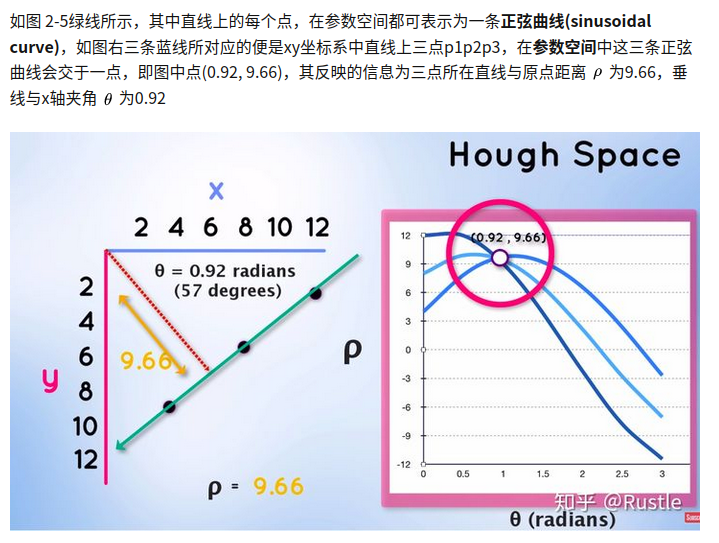 如图 2-5绿线所示，其中直线上的每个点，在参数空间都可表示为一条正弦曲线(sinusoidal
curve)，如图右三条蓝线所对应的便是xy坐标系中直线上三点p1p2p3，在参数空间中这三条正弦
曲线会交于一点，即图中点(0.92, 9.66)，其反映的信息为三点所在直线与原点距离 ρ 为9.66，垂
线与x轴夹角 θ 为0.92
Hough Space
x
2 4 6 8 10 12
θ = 0.92 radians
(57 degrees)
2
4
6
8
10
12
y
9.66
ρ = 9.66
ρ
(0.92 , 9.66)
12
9
6
3
0
-3
-6
-9
-12
0 0.5 1 1.5 2 2.5 3
θ (radians)
知乎 @Rustle